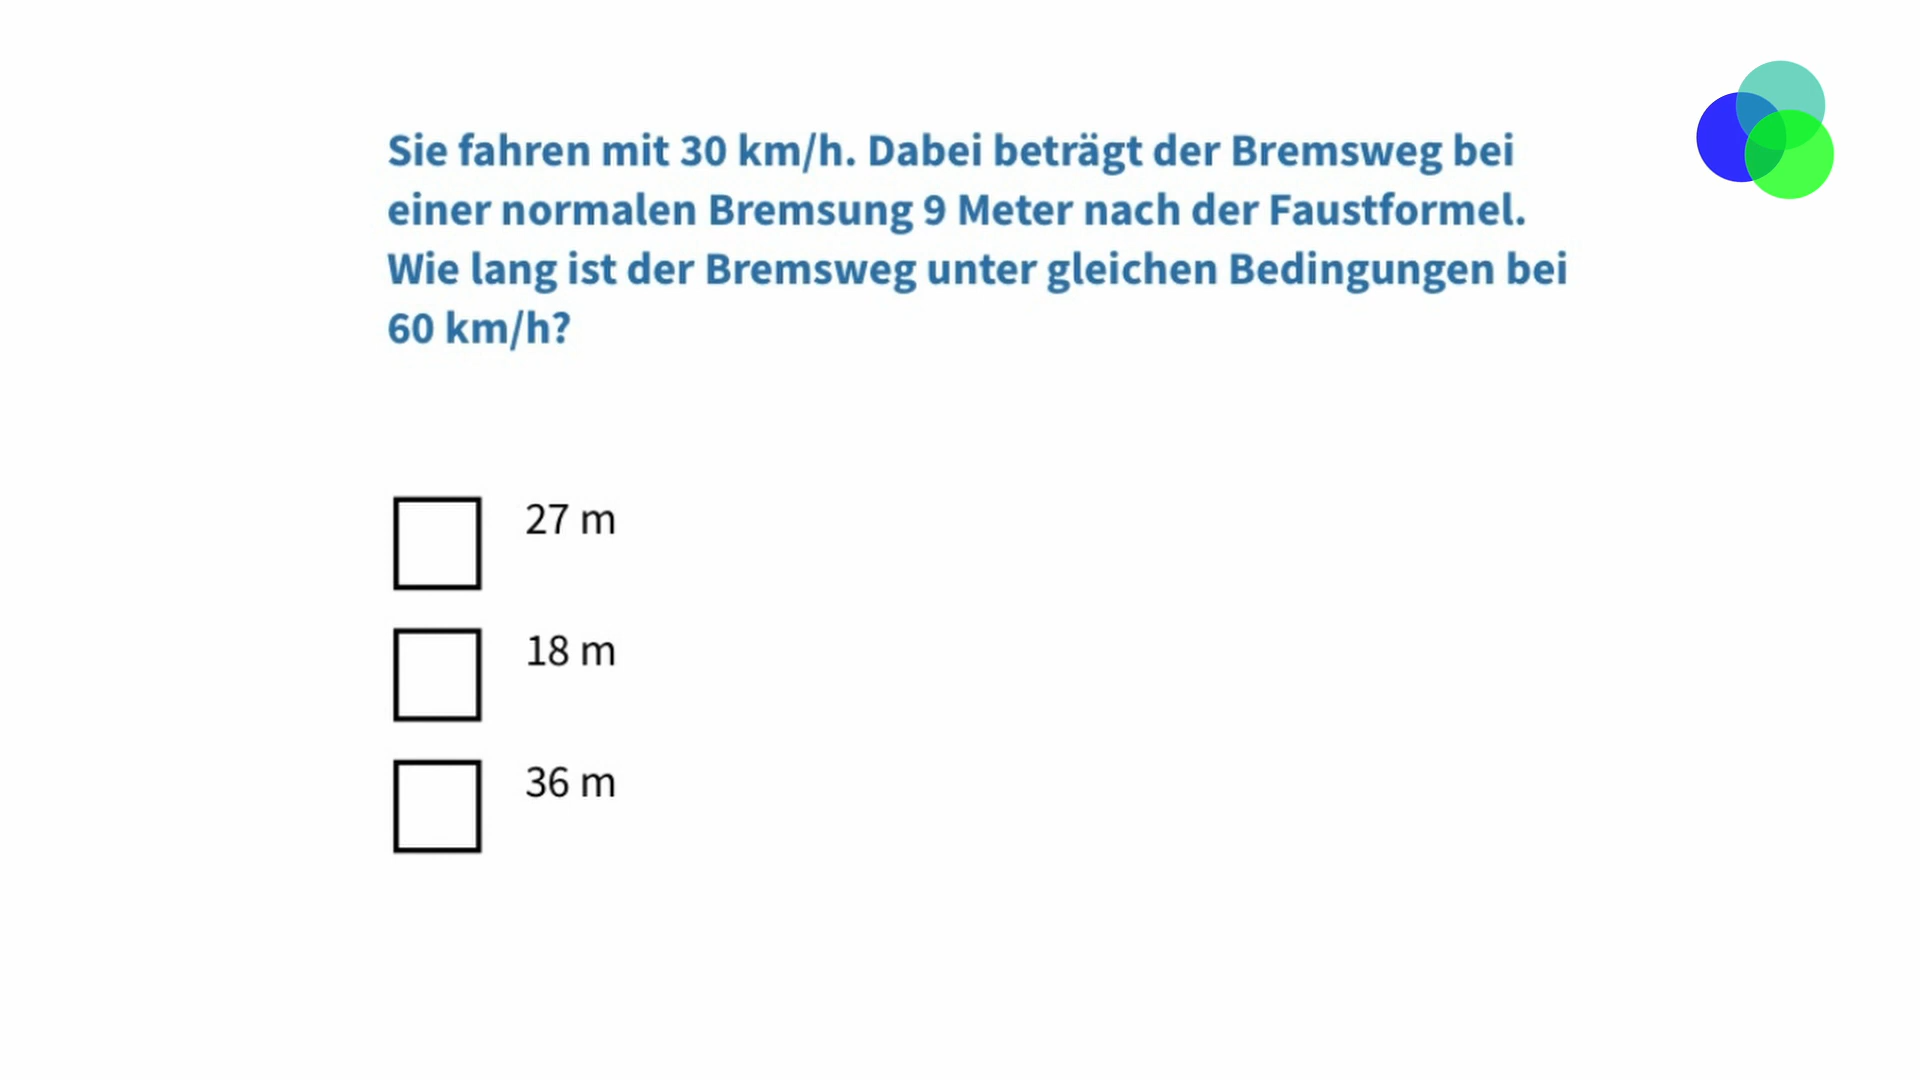 Sie fahren mit 30 km/h. Dabei beträgt der Bremsweg bei
einer normalen Bremsung 9 Meter nach der Faustformel.
Wie lang ist der Bremsweg unter gleichen Bedingungen bei
60 km/h?
27 m
18 m
36 m